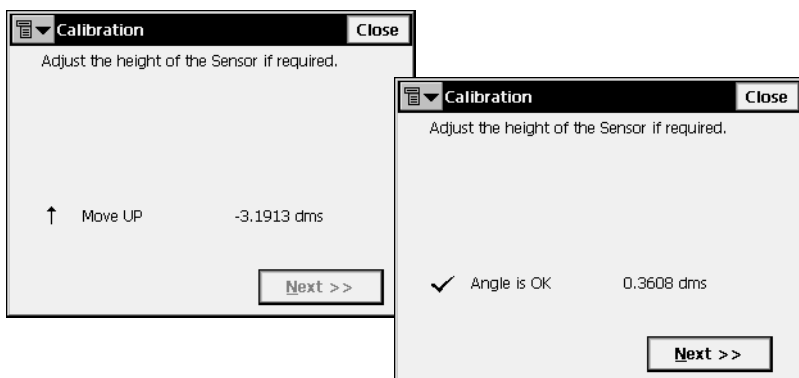 Calibration Close
Adjust the height of the Sensor if required.
↑ Move UP -3.1913 dms
Next >>
Calibration Close
Adjust the height of the Sensor if required.
✓ Angle is OK 0.3608 dms
Next >>